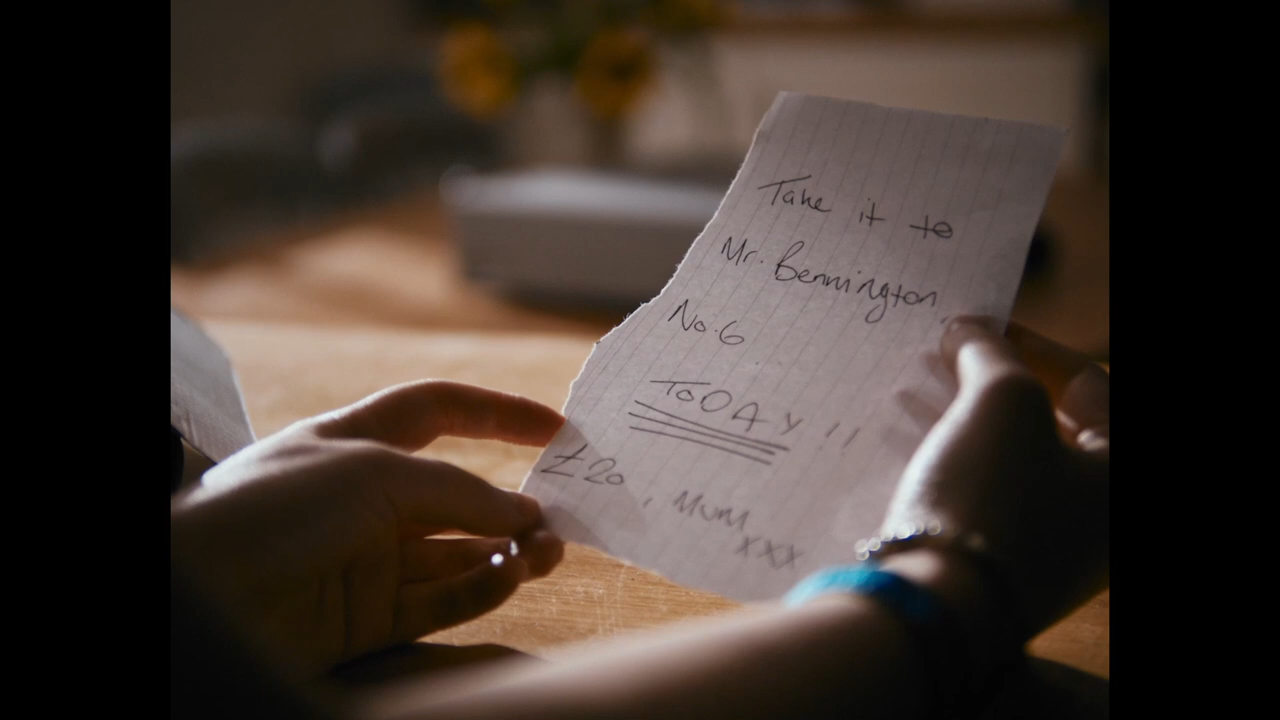 Take it to
Mr. Bennington,
No.6
TODAY !!
£20, Mum
xxx